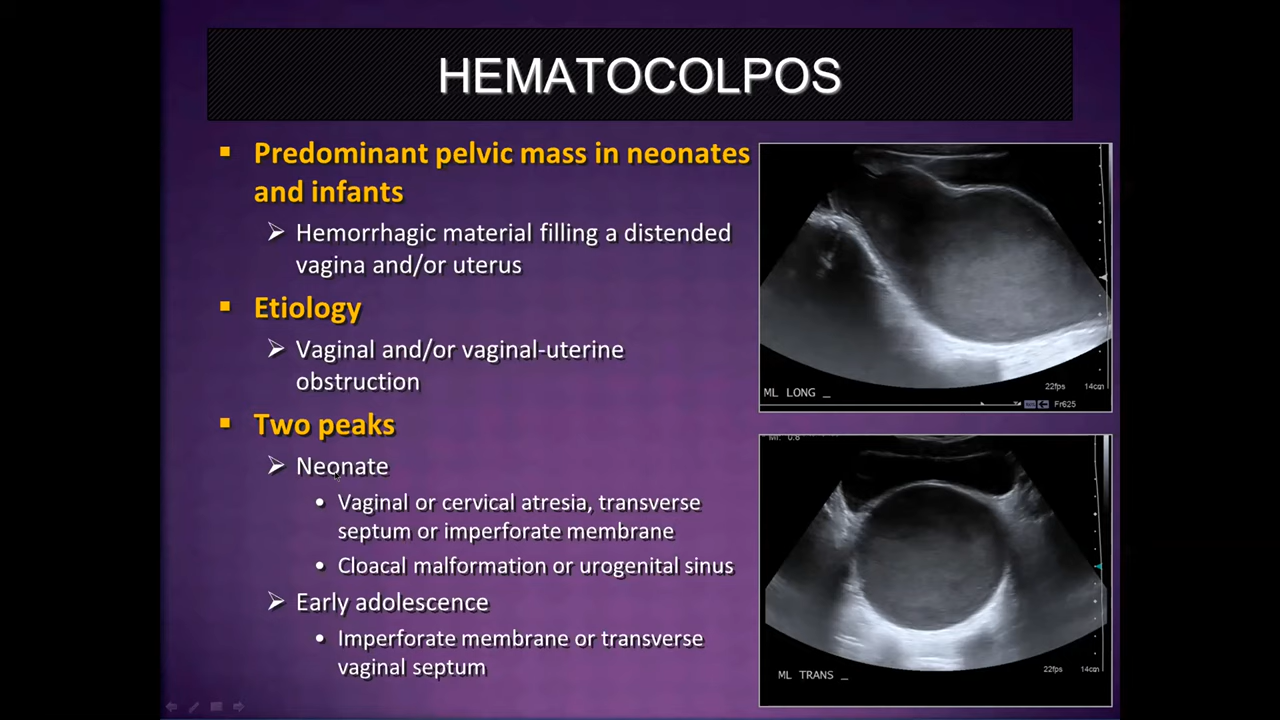 HEMATOCOLPOS
Predominant pelvic mass in neonates
and infants
Hemorrhagic material filling a distended
vagina and/or uterus
Etiology
Vaginal and/or vaginal-uterine
obstruction
Two peaks
Neonate
Vaginal or cervical atresia, transverse
septum or imperforate membrane
Cloacal malformation or urogenital sinus
Early adolescence
Imperforate membrane or transverse
vaginal septum
22fps 14cm
ML LONG _
Fr625
22fps 14cm
ML TRANS _